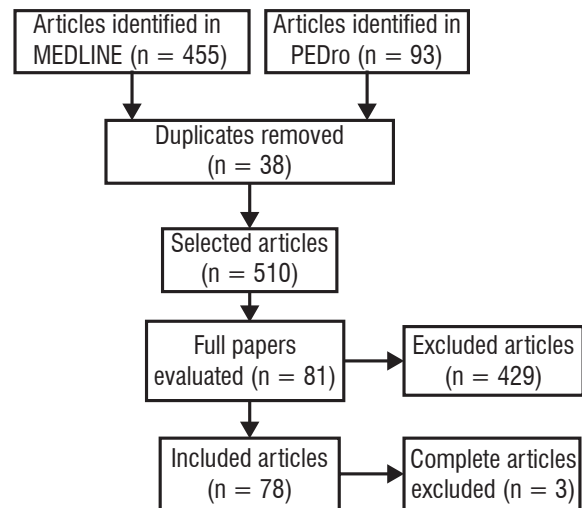 Articles identified in
MEDLINE (n = 455)
Articles identified in
PEDro (n = 93)
Duplicates removed
(n = 38)
Selected articles
(n = 510)
Full papers
evaluated (n = 81)
Excluded articles
(n = 429)
Included articles
(n = 78)
Complete articles
excluded (n = 3)